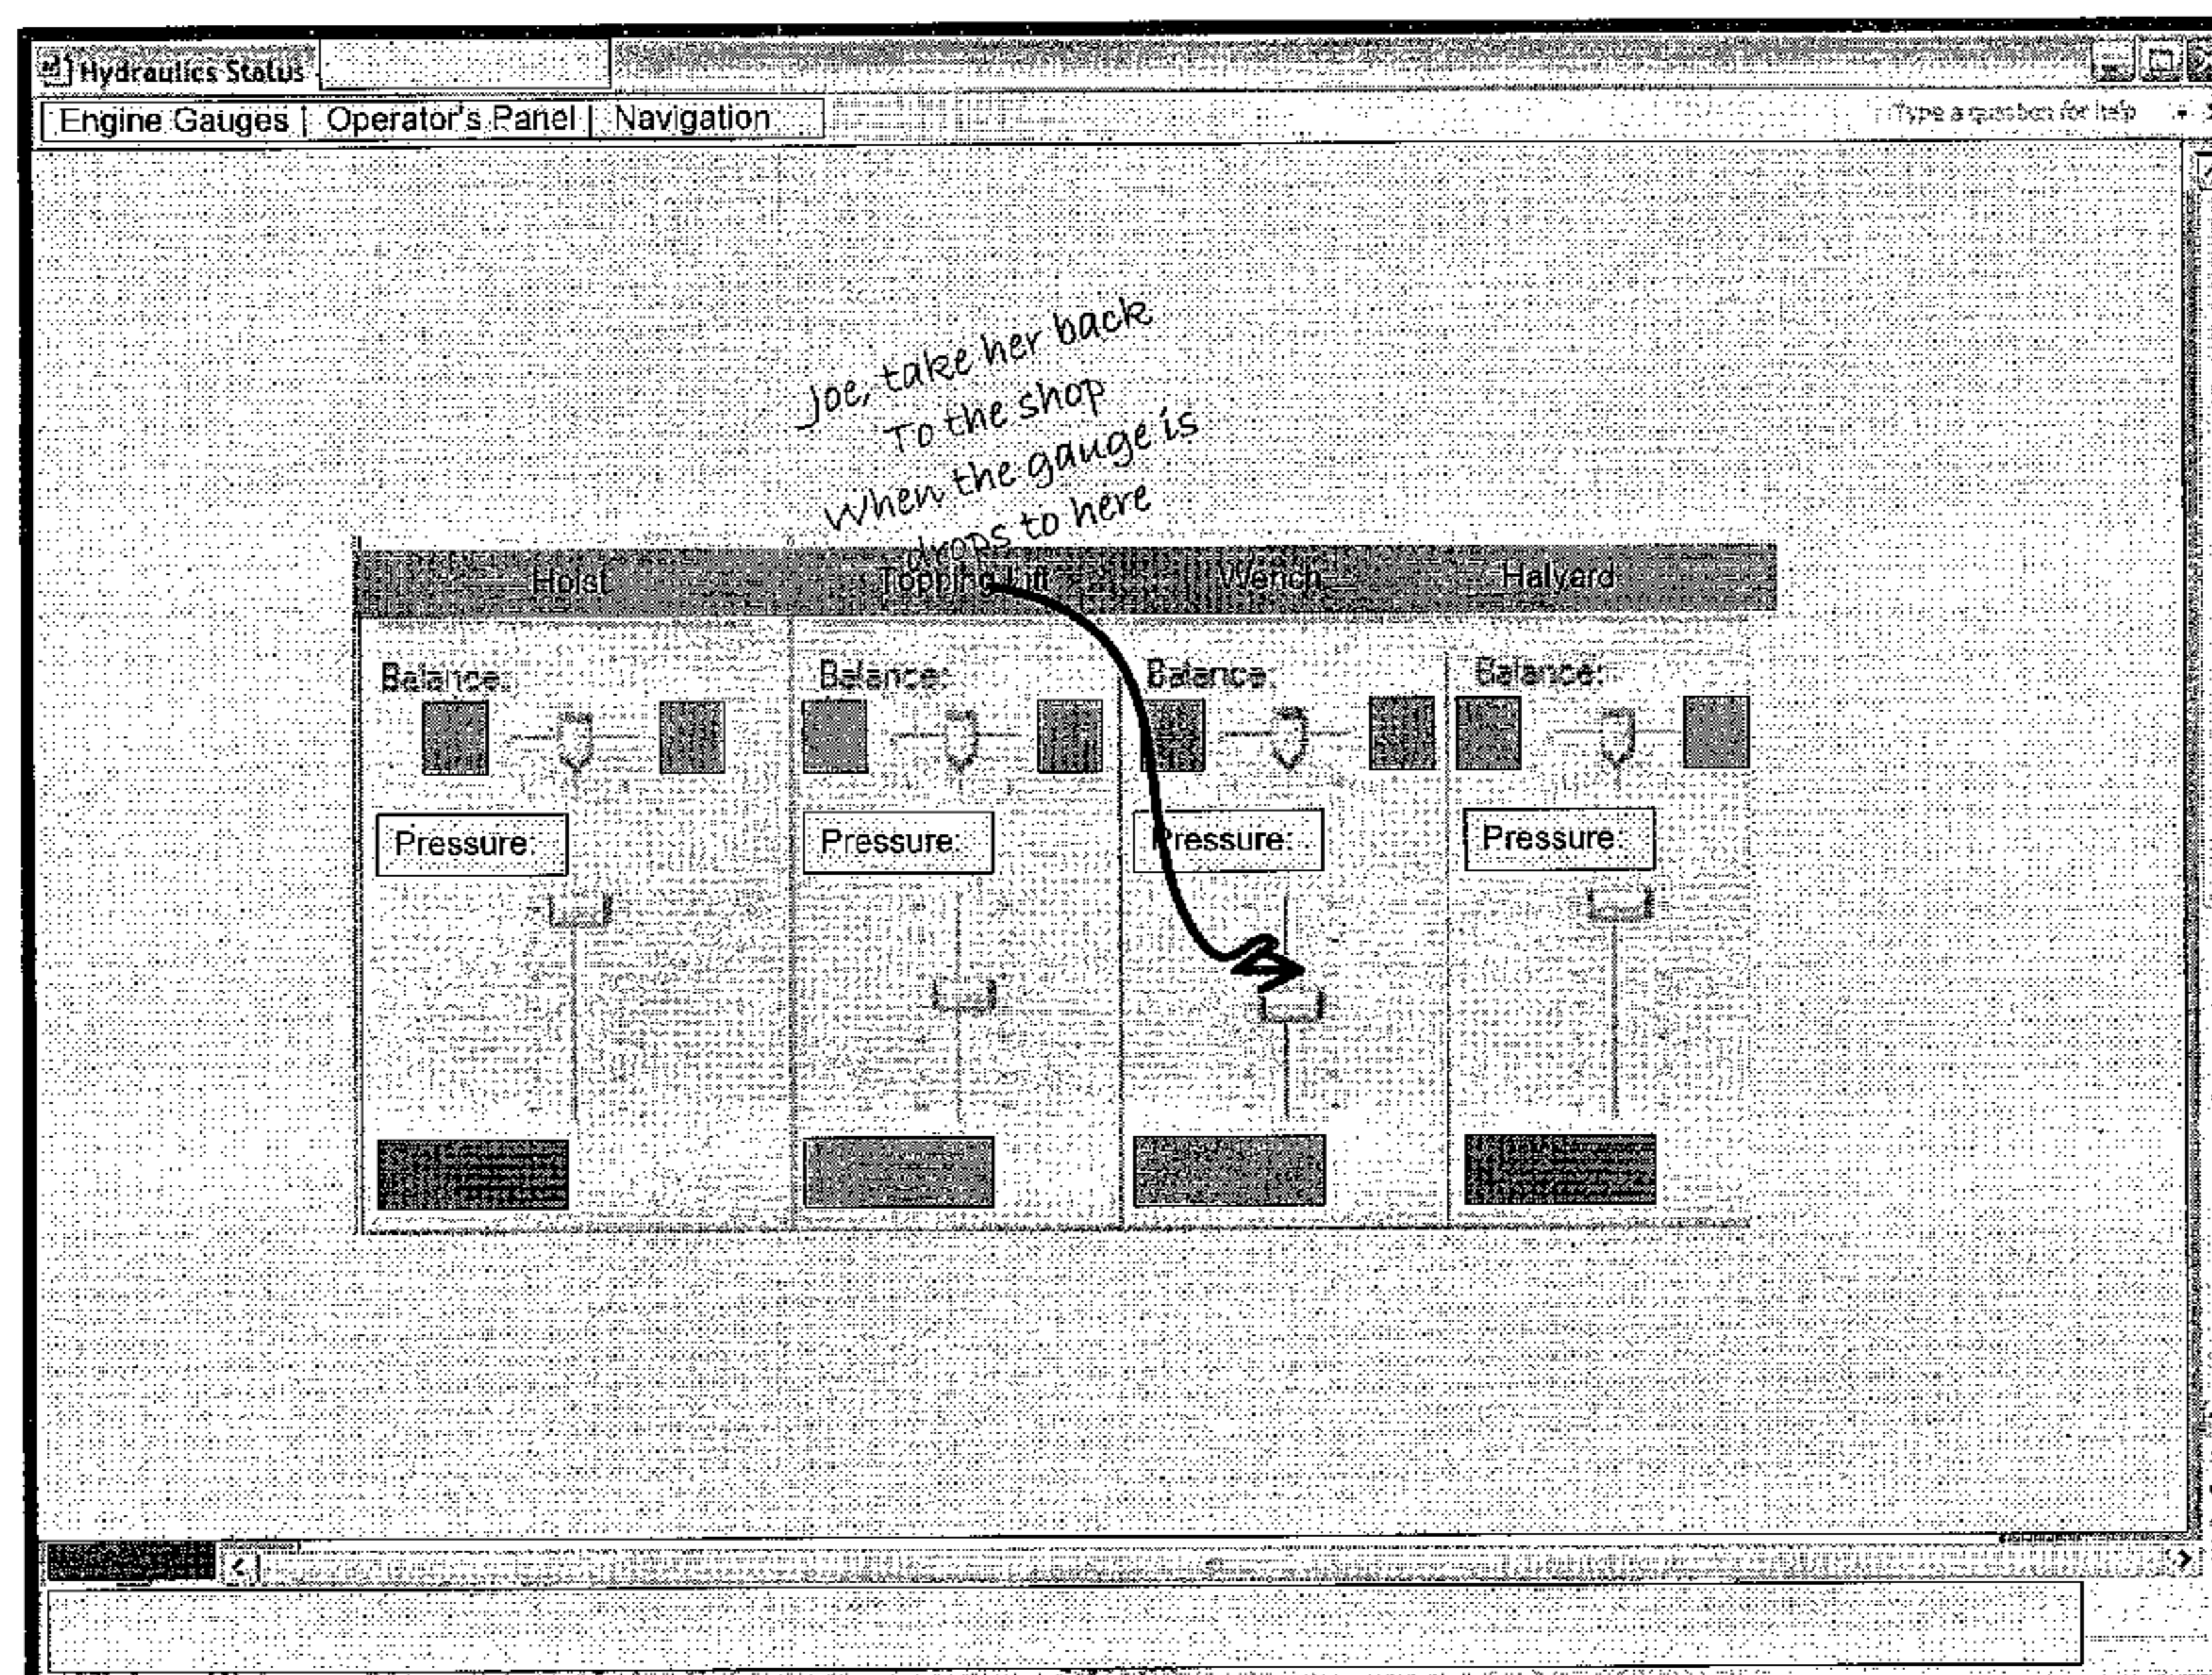 Hydraulics Status
Engine Gauges | Operator's Panel | Navigation
Type a question for help
Joe, take her back
To the shop
When the gauge is
drops to here
Hoist Topping Lift Wench Halyard
Balance: Balance: Balance: Balance:
Pressure: Pressure: Pressure: Pressure: